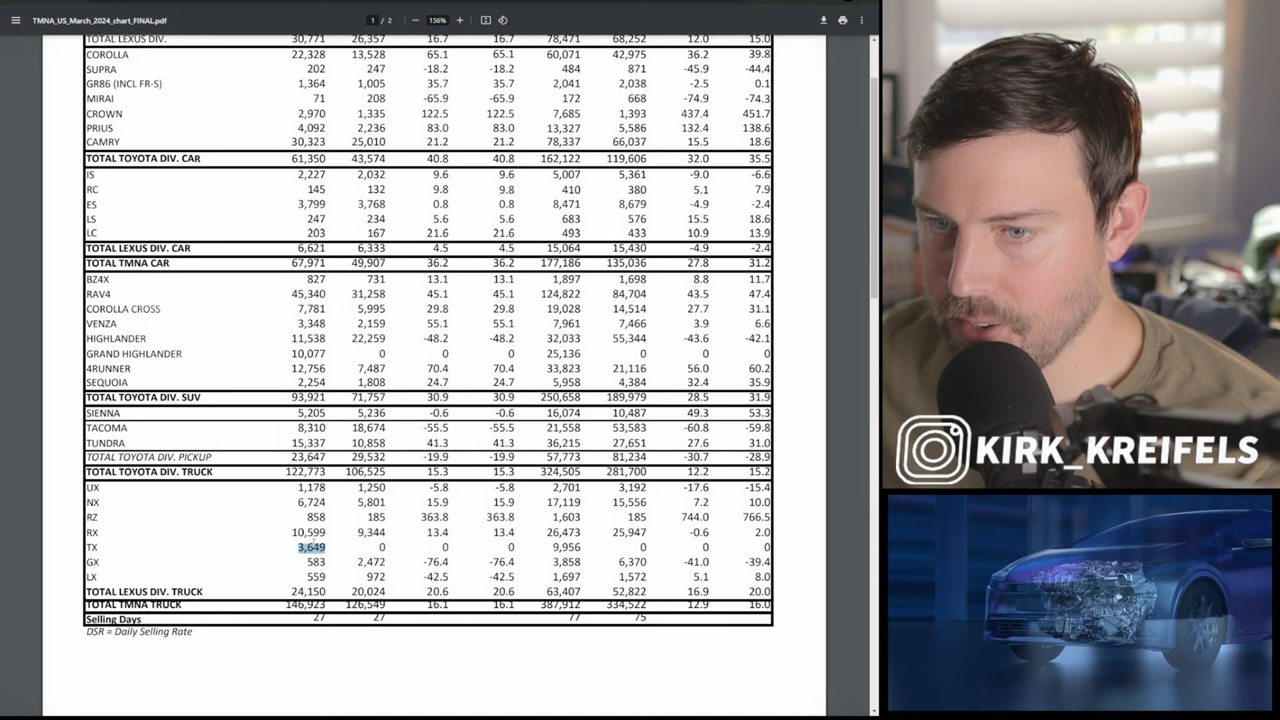 TMNA_US_March_2024_chart_FINAL.pdf 1 / 2 156%
TOTAL LEXUS DIV. 30,771 26,357 16.7 16.7 78,471 68,252 12.0 15.0
COROLLA 22,328 13,528 65.1 65.1 60,071 42,975 36.2 39.8
SUPRA 202 247 -18.2 -18.2 484 871 -45.9 -44.4
GR86 (INCL FR-S) 1,364 1,005 35.7 35.7 2,041 2,038 -2.5 0.1
MIRAI 71 208 -65.9 -65.9 172 668 -74.9 -74.3
CROWN 2,970 1,335 122.5 122.5 7,685 1,393 437.4 451.7
PRIUS 4,092 2,236 83.0 83.0 13,327 5,586 132.4 138.6
CAMRY 30,323 25,010 21.2 21.2 78,337 66,037 15.5 18.6
TOTAL TOYOTA DIV. CAR 61,350 43,574 40.8 40.8 162,122 119,606 32.0 35.5
IS 2,227 2,032 9.6 9.6 5,007 5,361 -9.0 -6.6
RC 145 132 9.8 9.8 410 380 5.1 7.9
ES 3,799 3,768 0.8 0.8 8,471 8,679 -4.9 -2.4
LS 247 234 5.6 5.6 683 576 15.5 18.6
LC 203 167 21.6 21.6 493 433 10.9 13.9
TOTAL LEXUS DIV. CAR 6,621 6,333 4.5 4.5 15,064 15,430 -4.9 -2.4
TOTAL TMNA CAR 67,971 49,907 36.2 36.2 177,186 135,036 27.8 31.2
BZ4X 827 731 13.1 13.1 1,897 1,698 8.8 11.7
RAV4 45,340 31,258 45.1 45.1 124,822 84,704 43.5 47.4
COROLLA CROSS 7,781 5,995 29.8 29.8 19,028 14,514 27.7 31.1
VENZA 3,348 2,159 55.1 55.1 7,961 7,466 3.9 6.6
HIGHLANDER 11,538 22,259 -48.2 -48.2 32,033 55,344 -43.6 -42.1
GRAND HIGHLANDER 10,077 0 0 0 25,136 0 0 0
4RUNNER 12,756 7,487 70.4 70.4 33,823 21,116 56.0 60.2
SEQUOIA 2,254 1,808 24.7 24.7 5,958 4,384 32.4 35.9
TOTAL TOYOTA DIV. SUV 93,921 71,757 30.9 30.9 250,658 189,979 28.5 31.9
SIENNA 5,205 5,236 -0.6 -0.6 16,074 10,487 49.3 53.3
TACOMA 8,310 18,674 -55.5 -55.5 21,558 53,583 -60.8 -59.8
TUNDRA 15,337 10,858 41.3 41.3 36,215 27,651 27.6 31.0
TOTAL TOYOTA DIV. PICKUP 23,647 29,532 -19.9 -19.9 57,773 81,234 -30.7 -28.9
TOTAL TOYOTA DIV. TRUCK 122,773 106,525 15.3 15.3 324,505 281,700 12.2 15.2
UX 1,178 1,250 -5.8 -5.8 2,701 3,192 -17.6 -15.4
NX 6,724 5,801 15.9 15.9 17,119 15,556 7.2 10.0
RZ 858 185 363.8 363.8 1,603 185 744.0 766.5
RX 10,599 9,344 13.4 13.4 26,473 25,947 -0.6 2.0
TX 3,649 0 0 0 9,956 0 0 0
GX 583 2,472 -76.4 -76.4 3,858 6,370 -41.0 -39.4
LX 559 972 -42.5 -42.5 1,697 1,572 5.1 8.0
TOTAL LEXUS DIV. TRUCK 24,150 20,024 20.6 20.6 63,407 52,822 16.9 20.0
TOTAL TMNA TRUCK 146,923 126,549 16.1 16.1 387,912 334,522 12.9 16.0
Selling Days 27 27 77 75
DSR = Daily Selling Rate
KIRK_KREIFELS